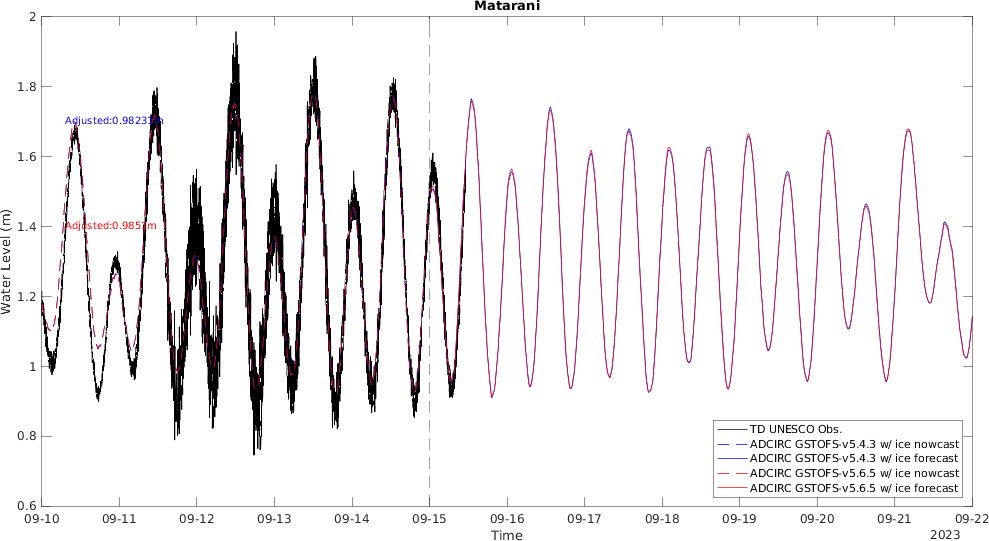 Matarani
Water Level (m)
2
1.8
1.6
1.4
1.2
1
0.8
0.6
Adjusted:0.9857m
TD UNESCO Obs.
ADCIRC GSTOFS-v5.4.3 w/ ice nowcast
ADCIRC GSTOFS-v5.4.3 w/ ice forecast
ADCIRC GSTOFS-v5.6.5 w/ ice nowcast
ADCIRC GSTOFS-v5.6.5 w/ ice forecast
09-10 09-11 09-12 09-13 09-14 09-15 09-16 09-17 09-18 09-19 09-20 09-21 09-22
Time
2023